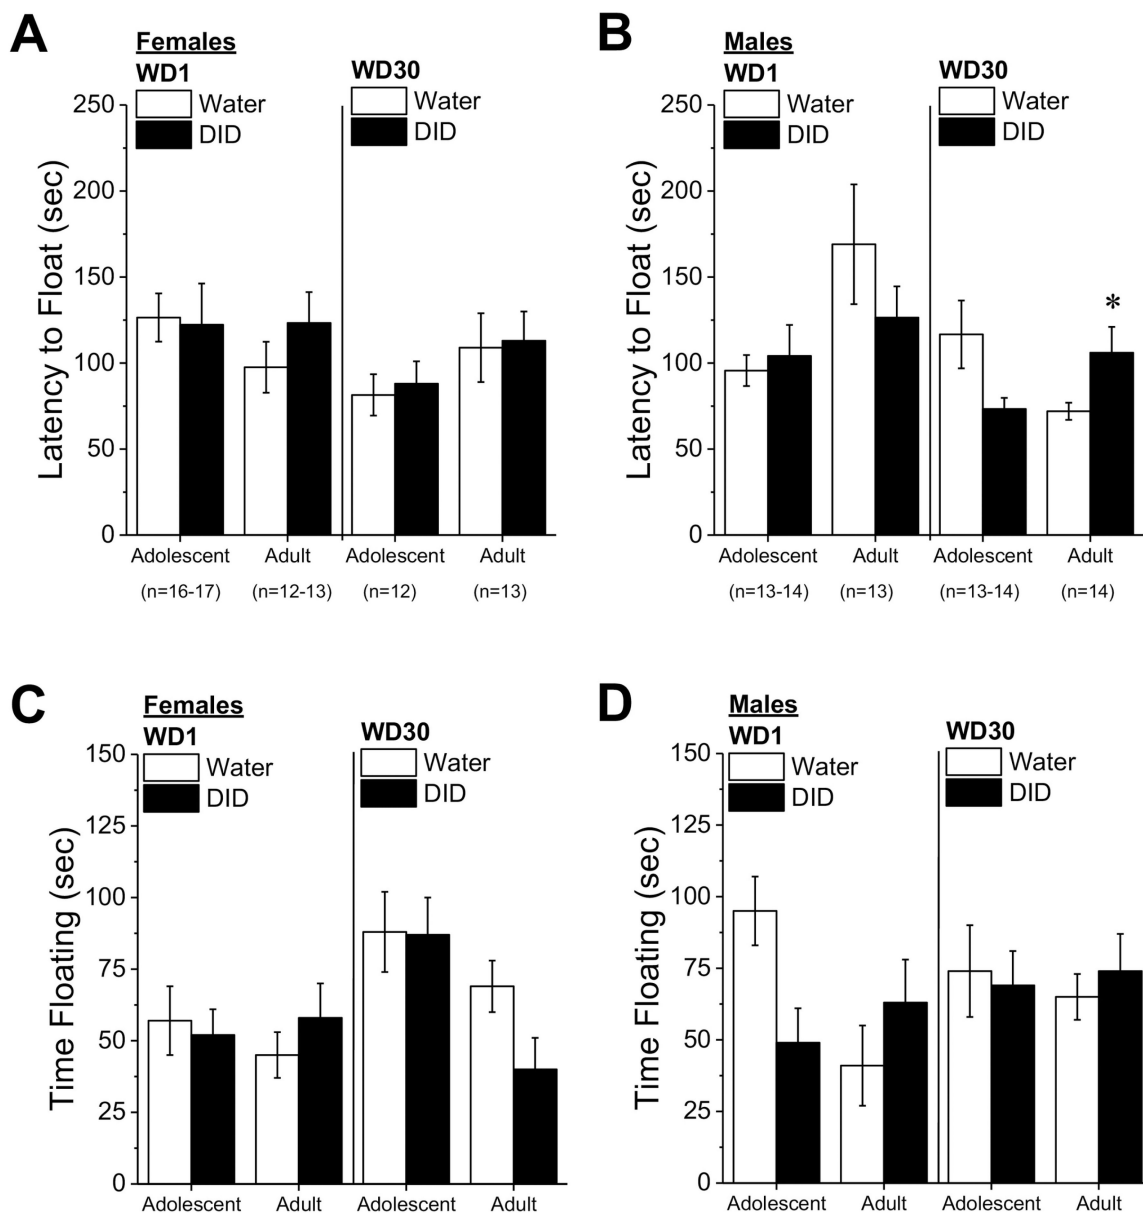 A
Females
WD1
WD30
Water
DID
Water
DID
Latency to Float (sec)
250
200
150
100
50
0
Adolescent
Adult
Adolescent
Adult
(n=16-17)
(n=12-13)
(n=12)
(n=13)
B
Males
WD1
WD30
Water
DID
Water
DID
Latency to Float (sec)
250
200
150
100
50
0
*
Adolescent
Adult
Adolescent
Adult
(n=13-14)
(n=13)
(n=13-14)
(n=14)
C
Females
WD1
WD30
Water
DID
Water
DID
Time Floating (sec)
150
125
100
75
50
25
0
Adolescent
Adult
Adolescent
Adult
D
Males
WD1
WD30
Water
DID
Water
DID
Time Floating (sec)
150
125
100
75
50
25
0
Adolescent
Adult
Adolescent
Adult